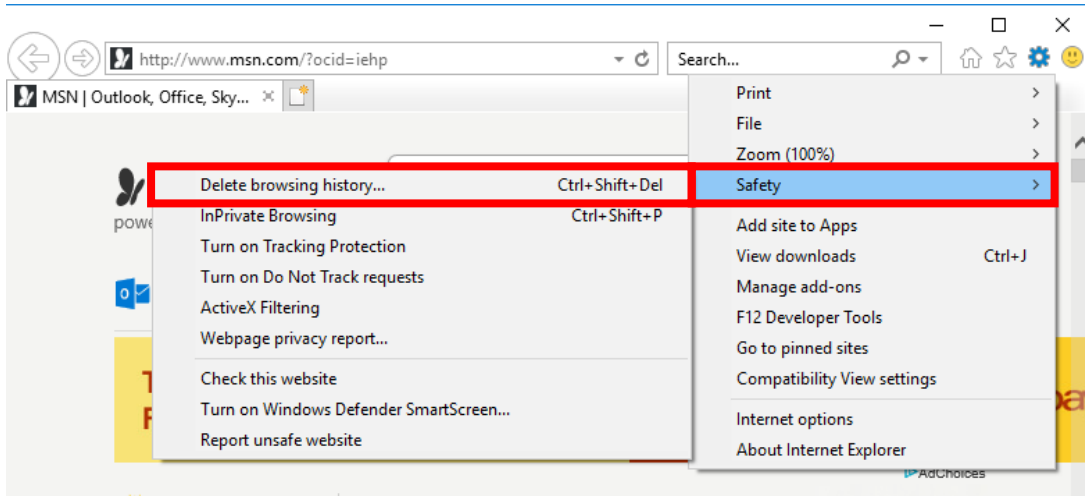 http://www.msn.com/?ocid=iehp
Search...
MSN | Outlook, Office, Sky...
Print
File
Zoom (100%)
Safety
Add site to Apps
View downloads Ctrl+J
Manage add-ons
F12 Developer Tools
Go to pinned sites
Compatibility View settings
Internet options
About Internet Explorer
Delete browsing history... Ctrl+Shift+Del
InPrivate Browsing Ctrl+Shift+P
Turn on Tracking Protection
Turn on Do Not Track requests
ActiveX Filtering
Webpage privacy report...
Check this website
Turn on Windows Defender SmartScreen...
Report unsafe website
AdChoices